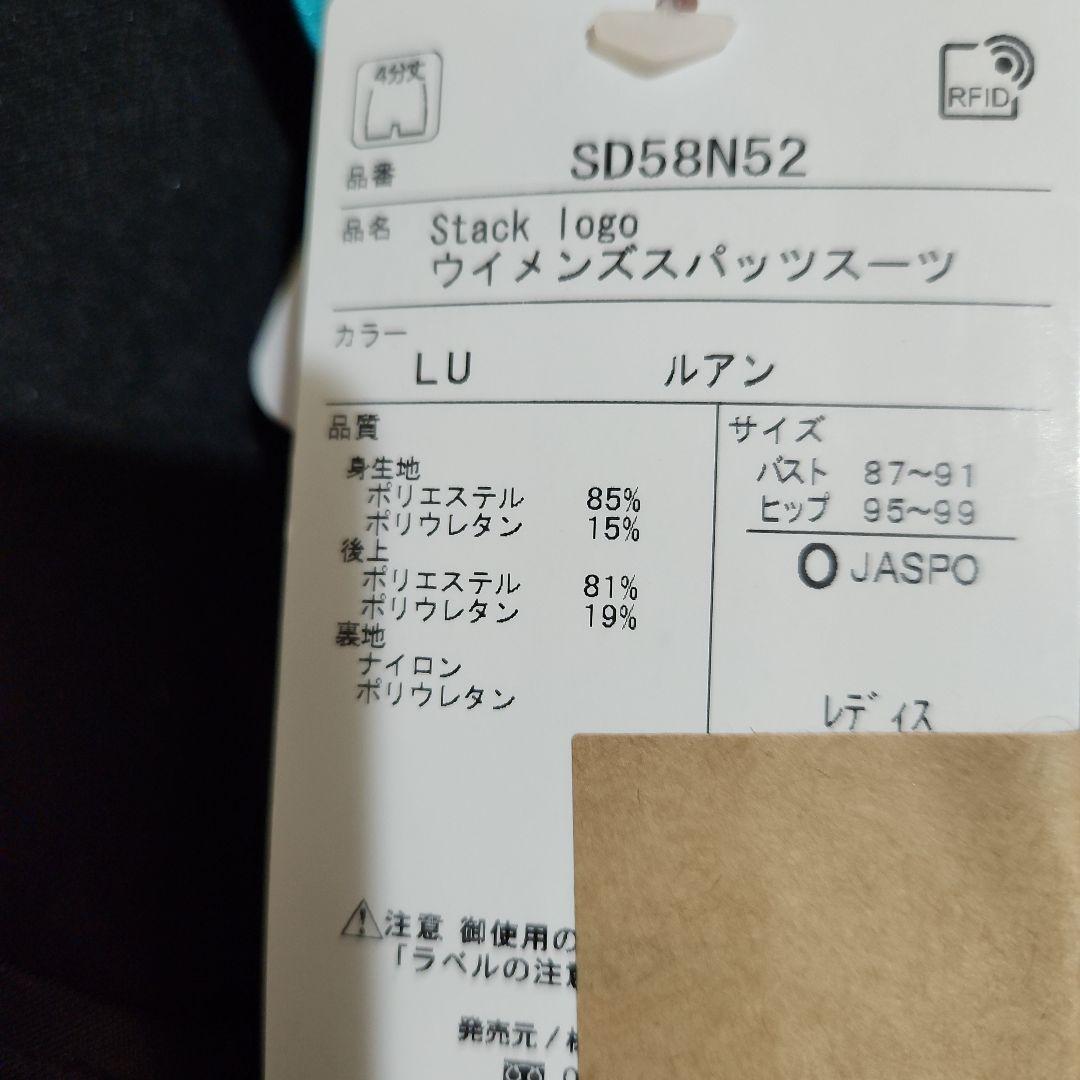 4分丈
RFID
品番 SD58N52
品名 Stack logo
ウイメンズスパッツスーツ
カラー
LU ルアン
品質
身生地
ポリエステル 85%
ポリウレタン 15%
後上
ポリエステル 81%
ポリウレタン 19%
裏地
ナイロン
ポリウレタン
サイズ
バスト 87~91
ヒップ 95~99
O JASPO
レディス
注意 御使用の
「ラベルの注意
発売元/